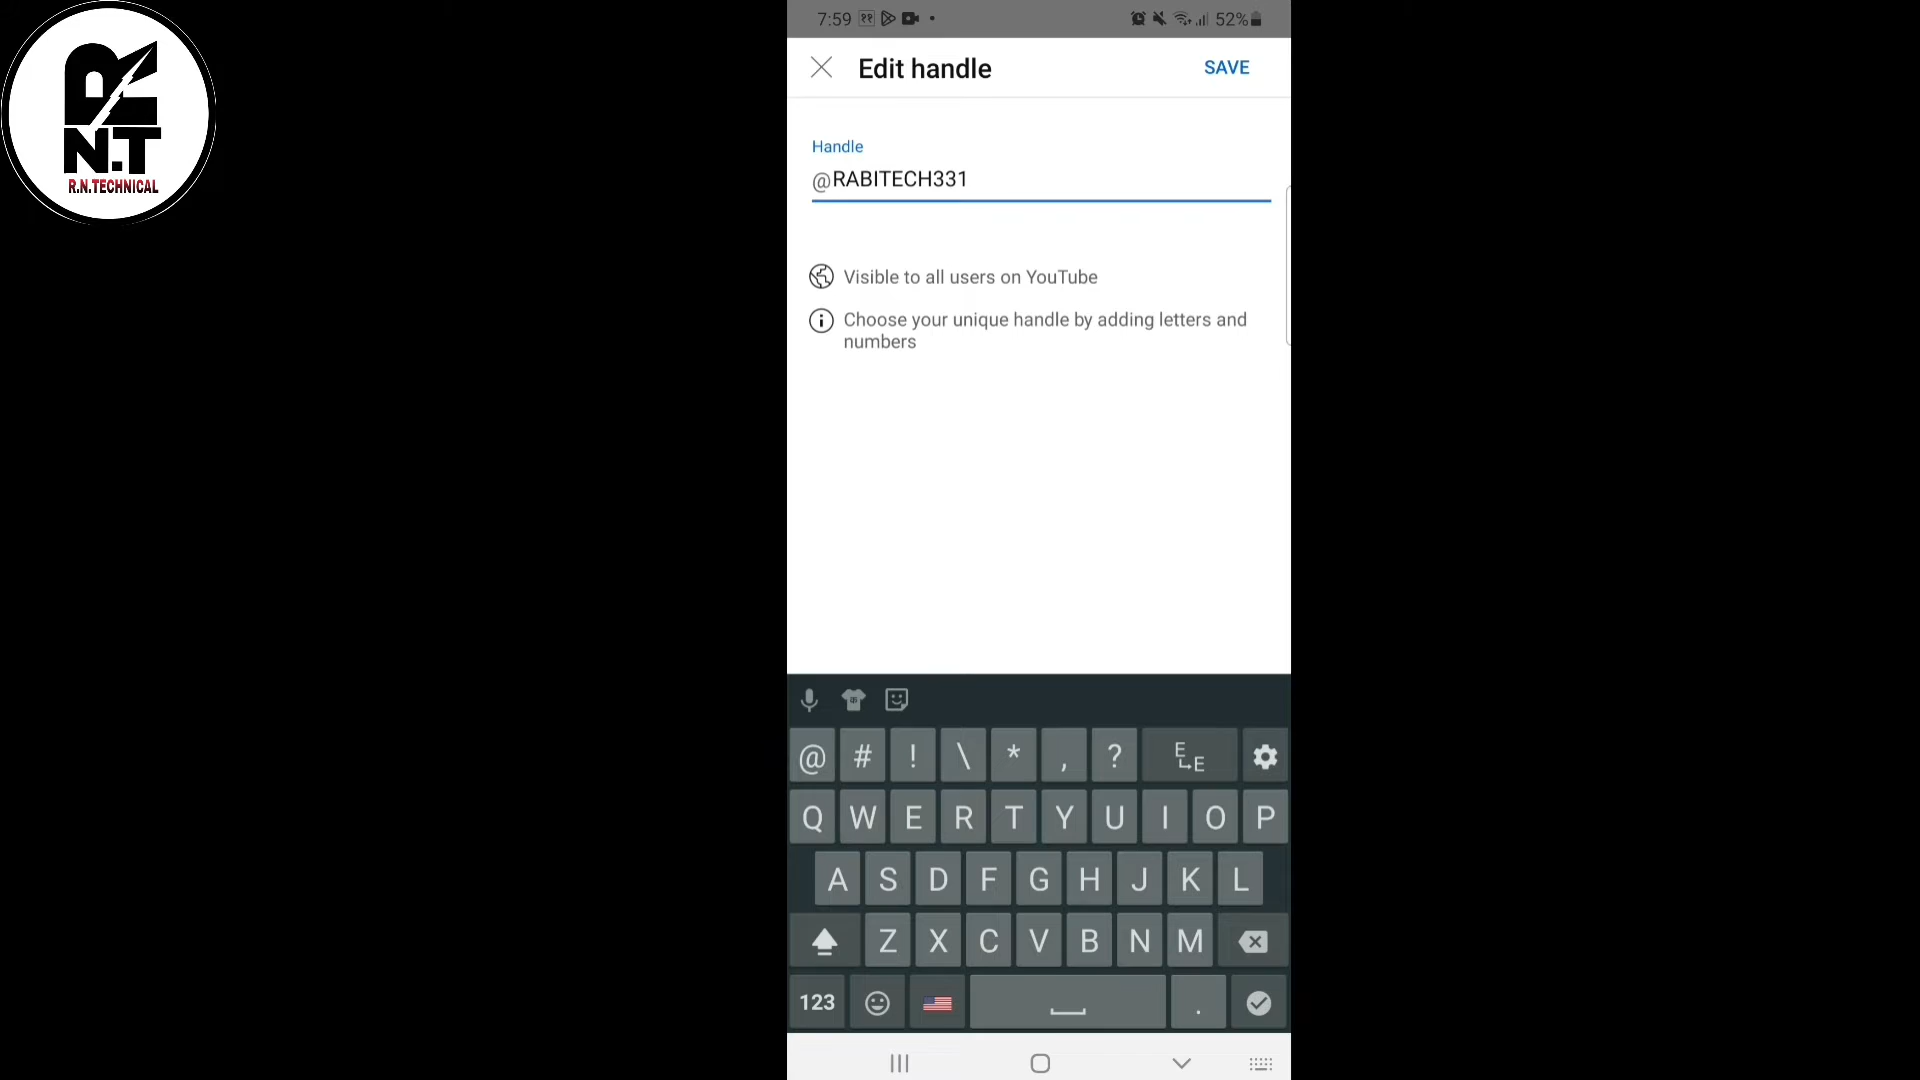 N.T
R.N.TECHNICAL
7:59
52%
Edit handle
SAVE
Handle
@RABITECH331
Visible to all users on YouTube
Choose your unique handle by adding letters and
numbers
@ # ! \ * , ? E E
Q W E R T Y U I O P
A S D F G H J K L
Z X C V B N M
123 .